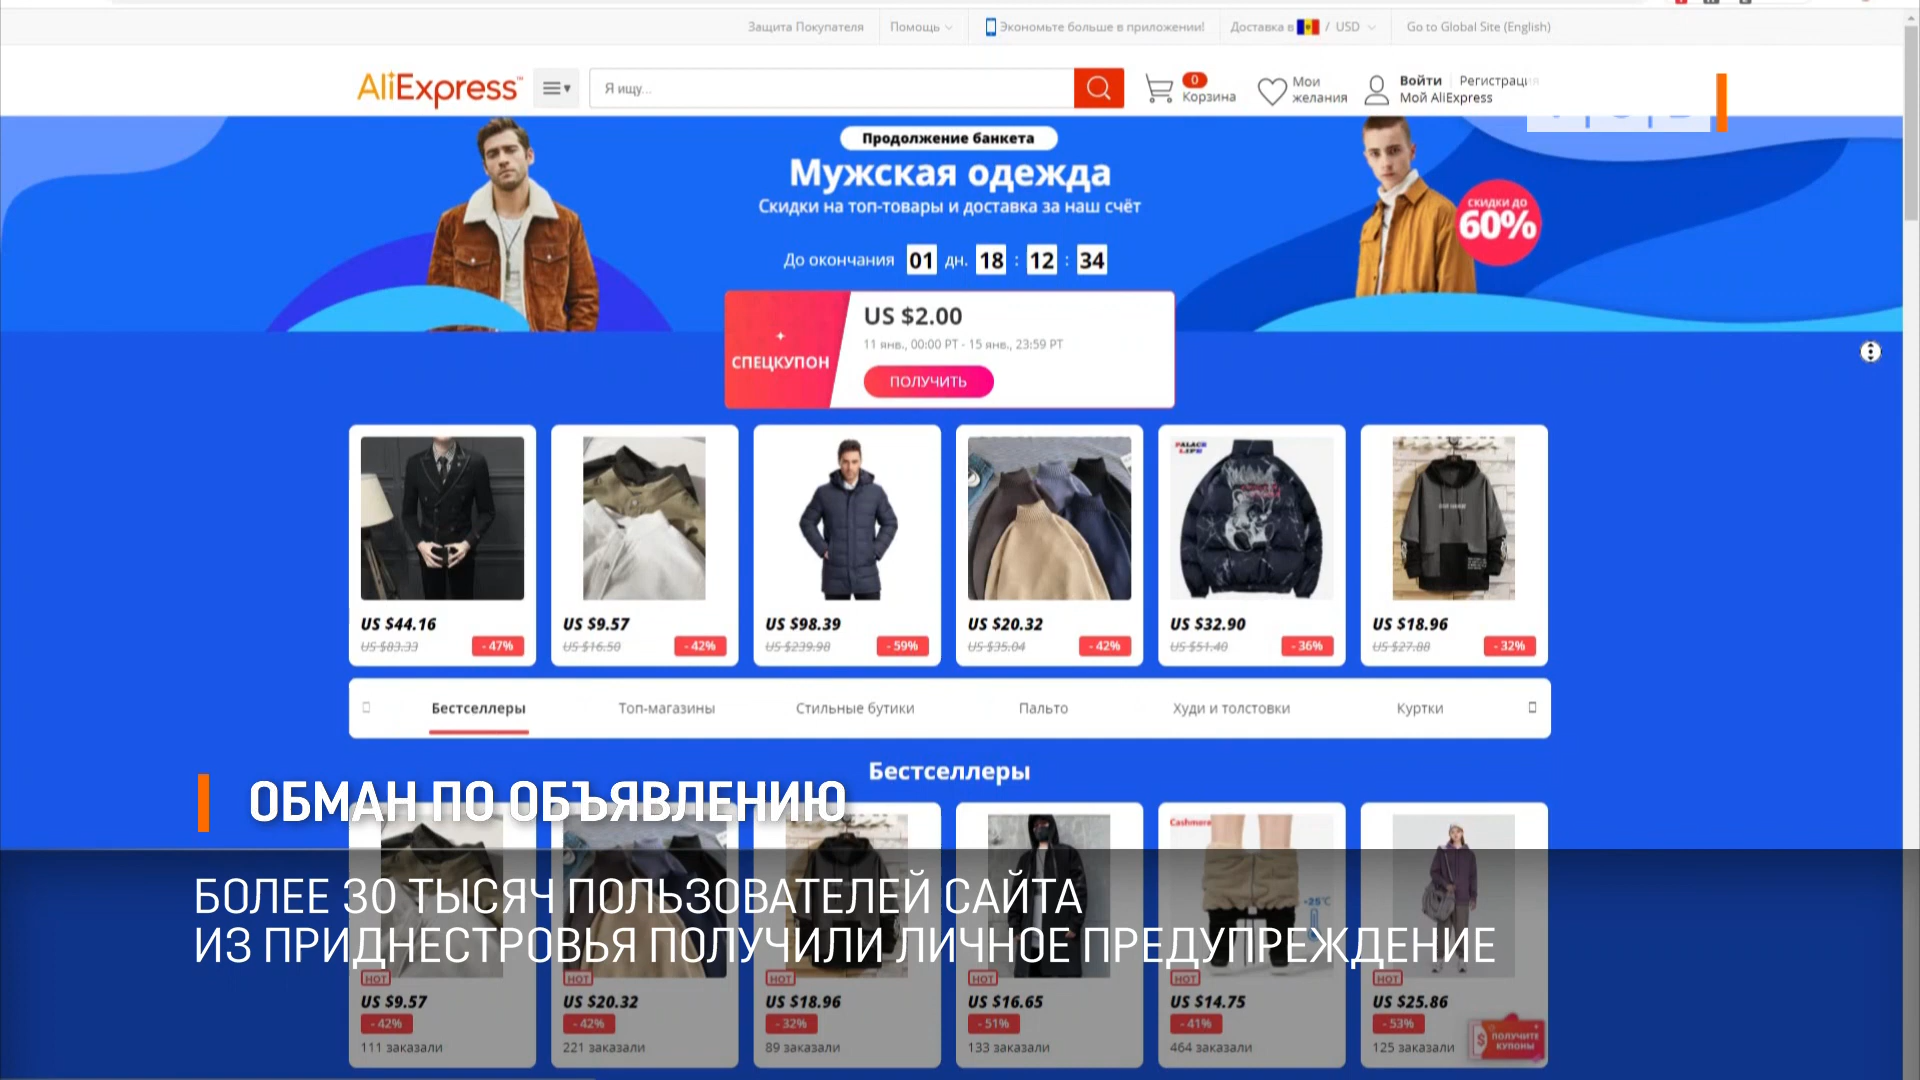 Защита Покупателя
Помощь
Экономьте больше в приложении!
Доставка в / USD
Go to Global Site (English)
AliExpress™
Я ищу...
0
Корзина
Мои
желания
Войти Регистрация
Мой AliExpress
Продолжение банкета
Мужская одежда
Скидки на топ-товары и доставка за наш счёт
До окончания 01 дн. 18 : 12 : 34
СКИДКИ ДО
60%
СПЕЦКУПОН
US $2.00
11 янв., 00:00 PT - 15 янв., 23:59 PT
ПОЛУЧИТЬ
PALACE
LIFE
US $44.16
US $83.33 - 47%
US $9.57
US $16.50 - 42%
US $98.39
US $239.98 - 59%
US $20.32
US $35.04 - 42%
US $32.90
US $51.40 - 36%
US $18.96
US $27.88 - 32%
Бестселлеры
Топ-магазины
Стильные бутики
Пальто
Худи и толстовки
Куртки
Бестселлеры
ОБМАН ПО ОБЪЯВЛЕНИЮ
Cashmere
-25°C
БОЛЕЕ 30 ТЫСЯЧ ПОЛЬЗОВАТЕЛЕЙ САЙТА
ИЗ ПРИДНЕСТРОВЬЯ ПОЛУЧИЛИ ЛИЧНОЕ ПРЕДУПРЕЖДЕНИЕ
HOT
US $9.57
- 42%
111 заказали
HOT
US $20.32
- 42%
221 заказали
HOT
US $18.96
- 32%
89 заказали
HOT
US $16.65
- 51%
133 заказали
HOT
US $14.75
- 41%
464 заказали
HOT
US $25.86
- 53%
125 заказали
ПОЛУЧИТЕ
КУПОНЫ